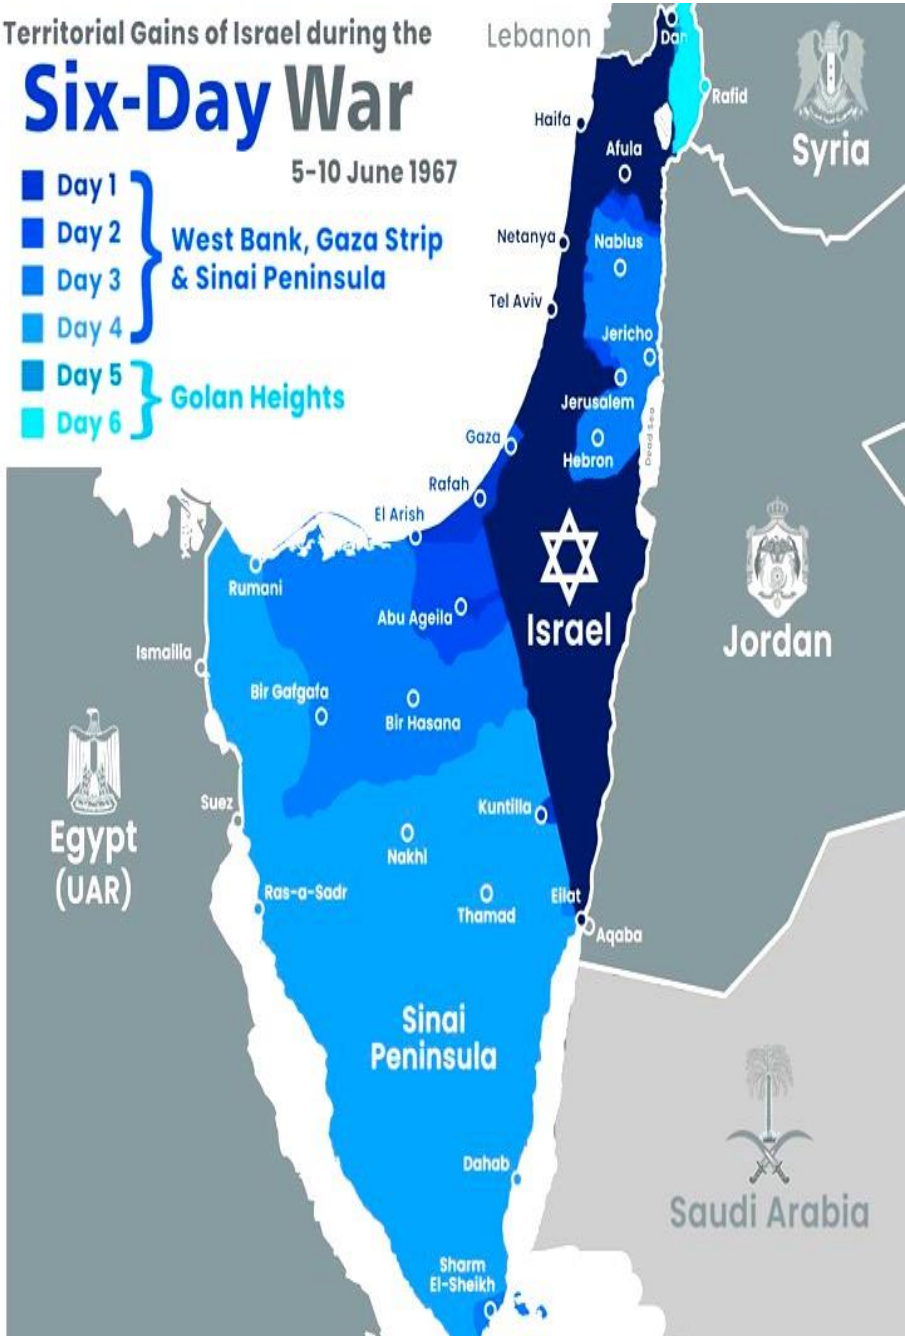 Territorial Gains of Israel during the
Six-Day War
5-10 June 1967
Day 1
Day 2
Day 3
Day 4
West Bank, Gaza Strip
& Sinai Peninsula
Day 5
Day 6
Golan Heights
Lebanon
Dan
Rafid
Syria
Haifa
Afula
Netanya
Nablus
Tel Aviv
Jericho
Jerusalem
Dead Sea
Gaza
Hebron
Rafah
El Arish
Rumani
Abu Ageila
Israel
Jordan
Ismailla
Bir Gafgafa
Bir Hasana
Suez
Kuntilla
Egypt
(UAR)
Nakhl
Ras-a-Sadr
Thamad
Eilat
Aqaba
Sinai
Peninsula
Dahab
Saudi Arabia
Sharm
El-Sheikh